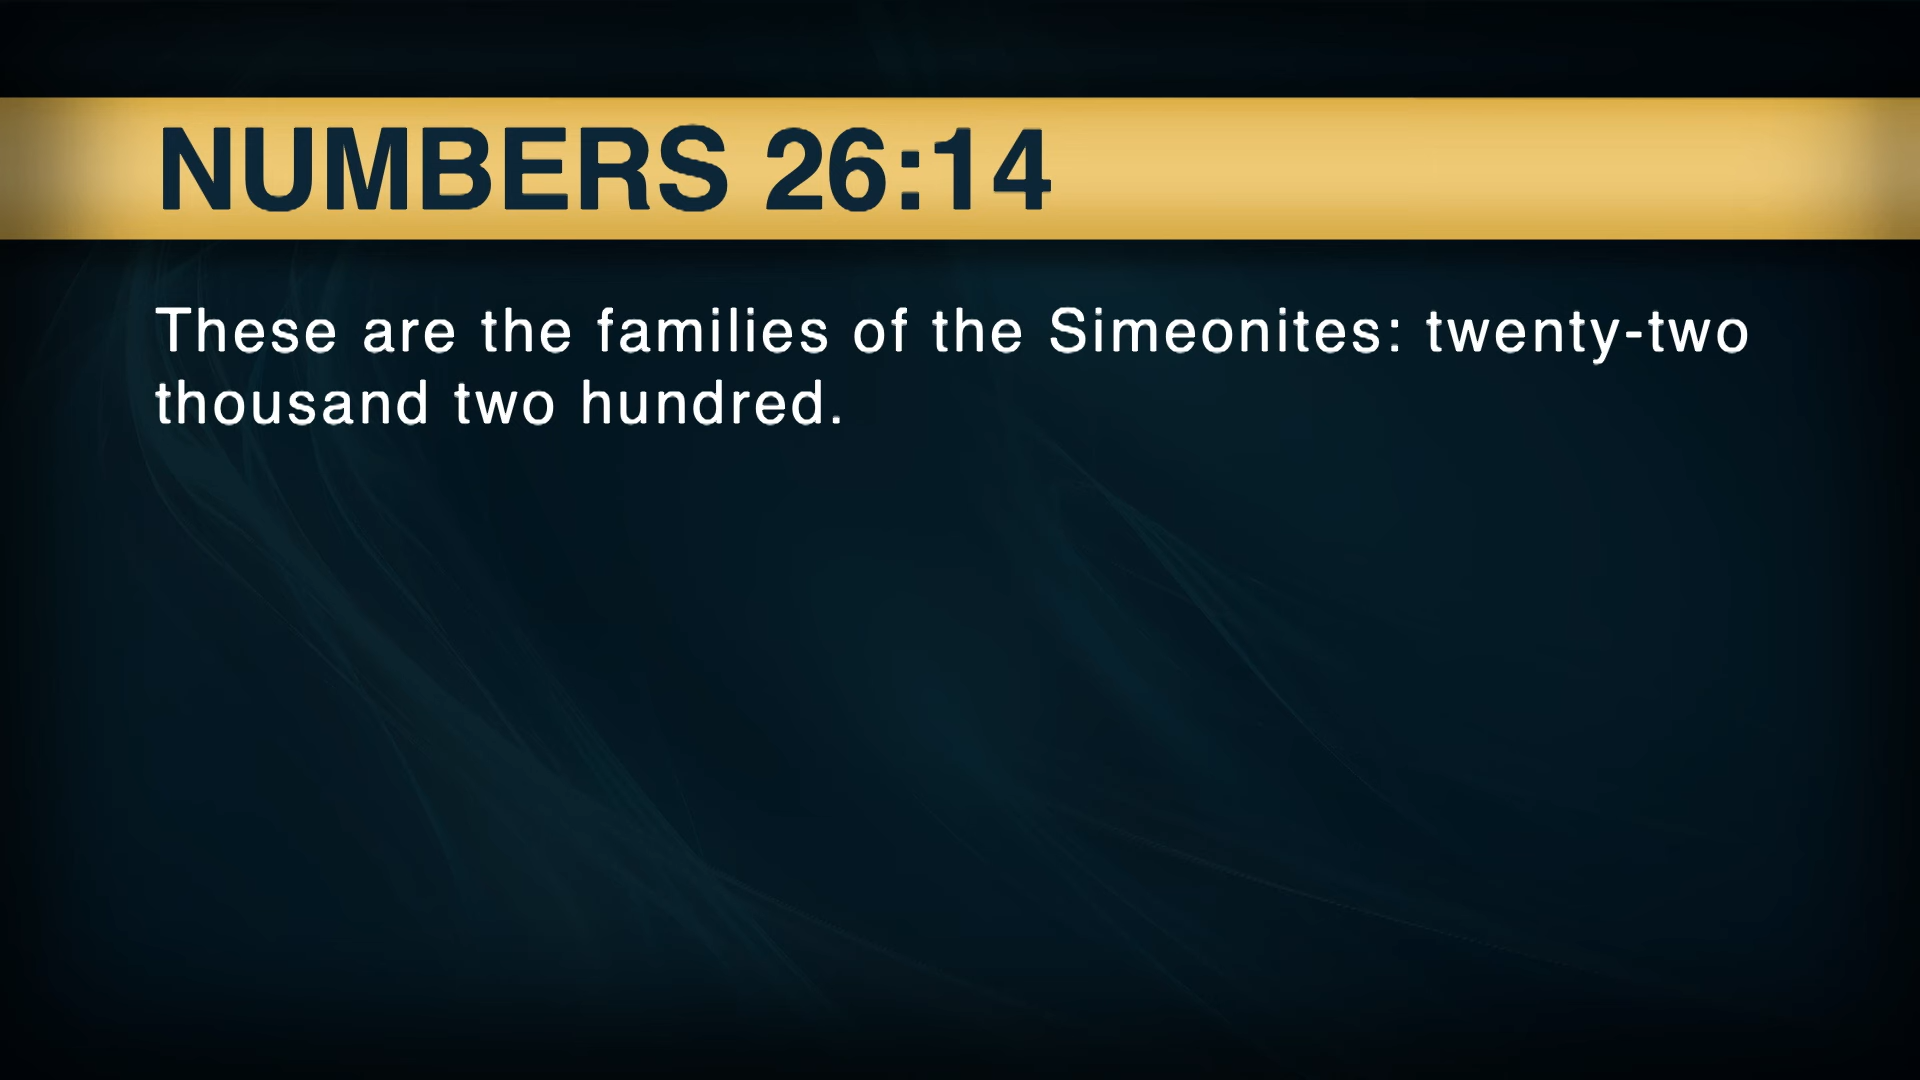 NUMBERS 26:14
These are the families of the Simeonites: twenty-two
thousand two hundred.